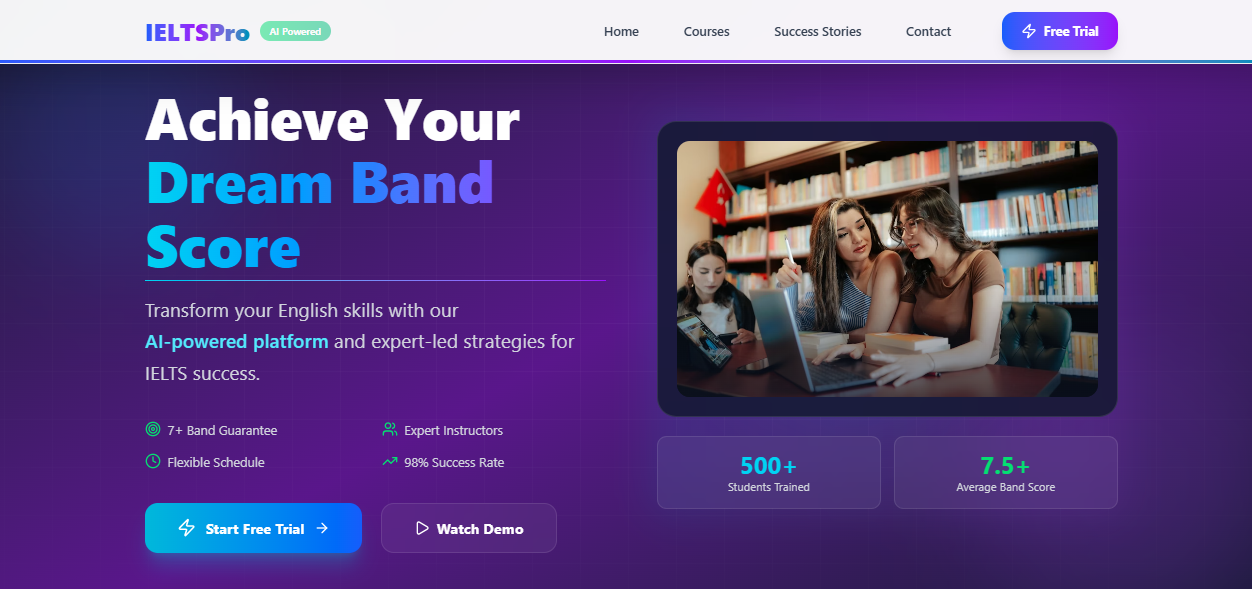 IELTSPro
AI Powered
Home
Courses
Success Stories
Contact
Free Trial
Achieve Your
Dream Band
Score
Transform your English skills with our
AI-powered platform and expert-led strategies for
IELTS success.
7+ Band Guarantee
Expert Instructors
Flexible Schedule
98% Success Rate
Start Free Trial
Watch Demo
500+
Students Trained
7.5+
Average Band Score